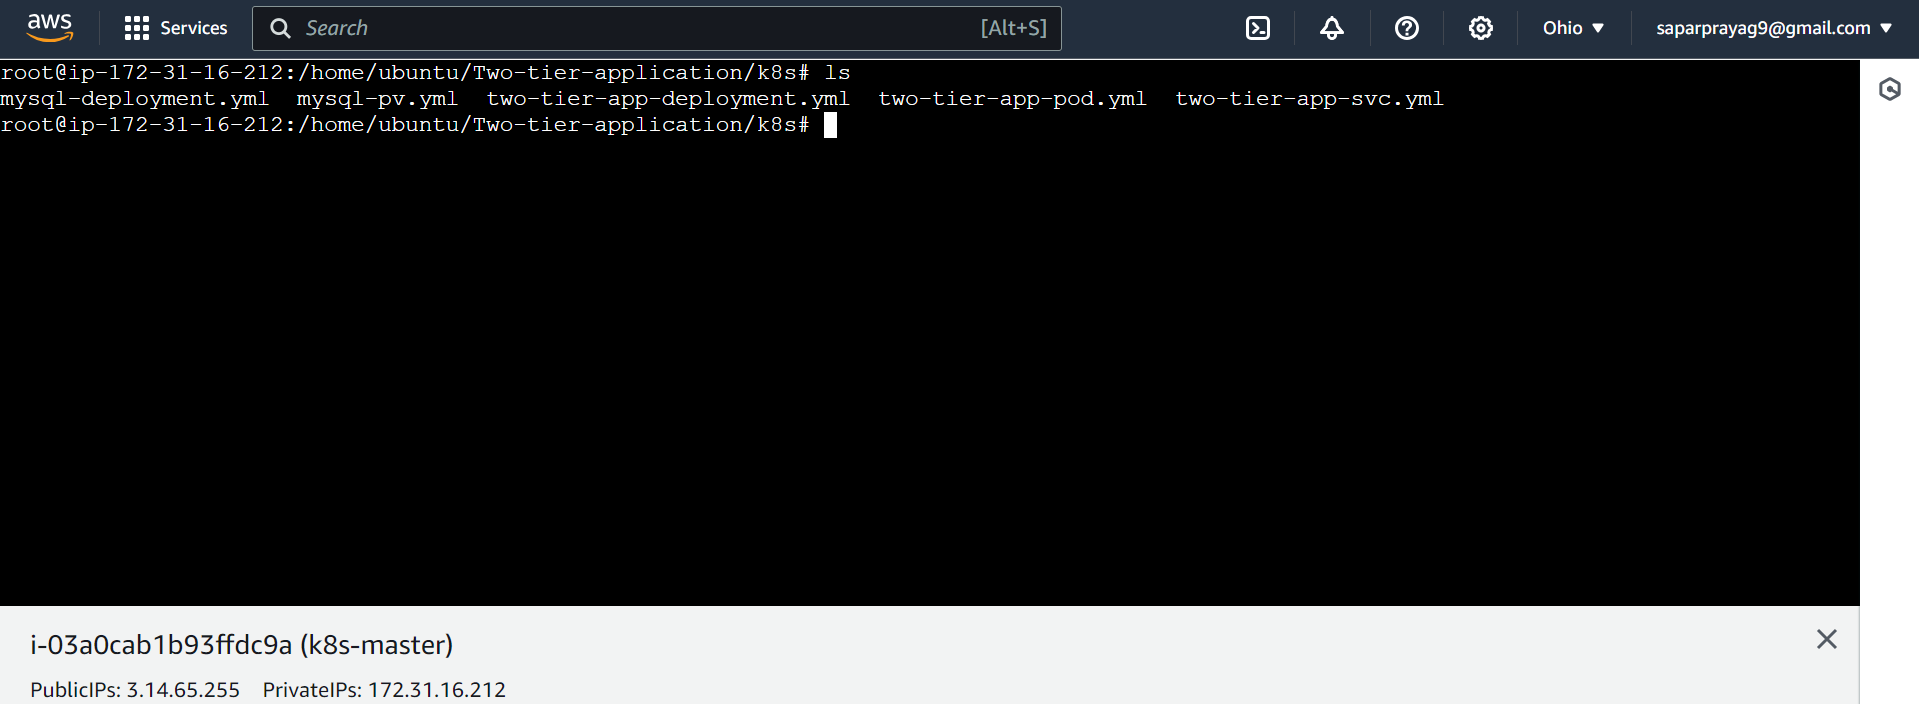 aws Services Search [Alt+S] Ohio saparprayag9@gmail.com
root@ip-172-31-16-212:/home/ubuntu/Two-tier-application/k8s# ls
mysql-deployment.yml  mysql-pv.yml  two-tier-app-deployment.yml  two-tier-app-pod.yml  two-tier-app-svc.yml
root@ip-172-31-16-212:/home/ubuntu/Two-tier-application/k8s#
i-03a0cab1b93ffdc9a (k8s-master)
PublicIPs: 3.14.65.255 PrivateIPs: 172.31.16.212